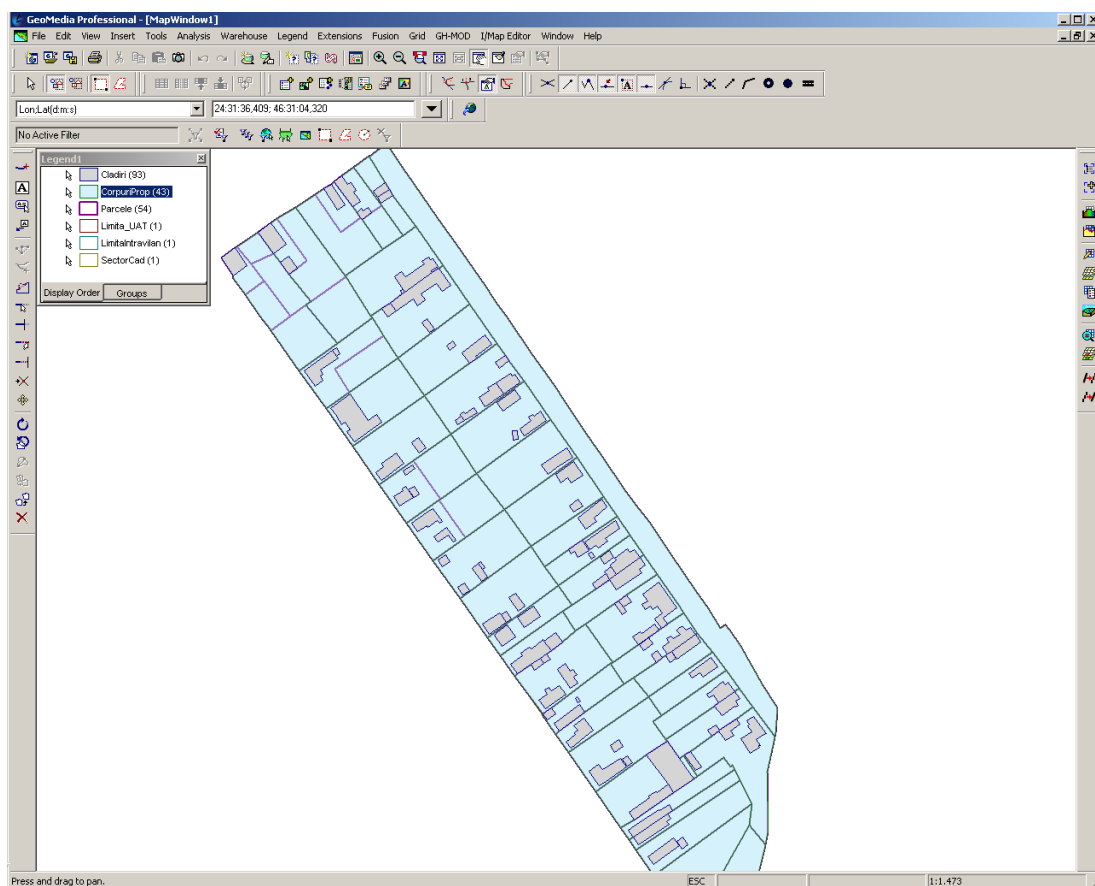 GeoMedia Professional - [MapWindow1]
File Edit View Insert Tools Analysis Warehouse Legend Extensions Fusion Grid GH-MOD I/Map Editor Window Help
Lon;Lat(d:m:s) 24:31:36,409; 46:31:04,320
No Active Filter
Legend1
Cladiri (93)
CorpuriProp (43)
Parcele (54)
Limita_UAT (1)
LimitaIntravilan (1)
SectorCad (1)
Display Order Groups
Press and drag to pan. ESC 1:1.473